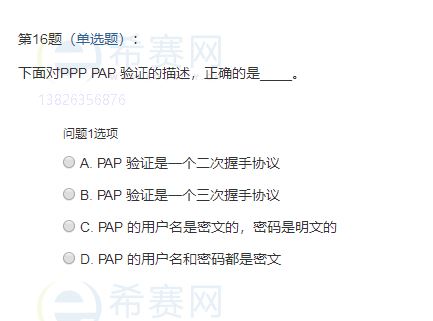 第16题（单选题）：
希赛网
下面对PPP PAP 验证的描述，正确的是_____。
13826356876
问题1选项
A. PAP 验证是一个二次握手协议
B. PAP 验证是一个三次握手协议
C. PAP 的用户名是密文的，密码是明文的
D. PAP 的用户名和密码都是密文
希赛网